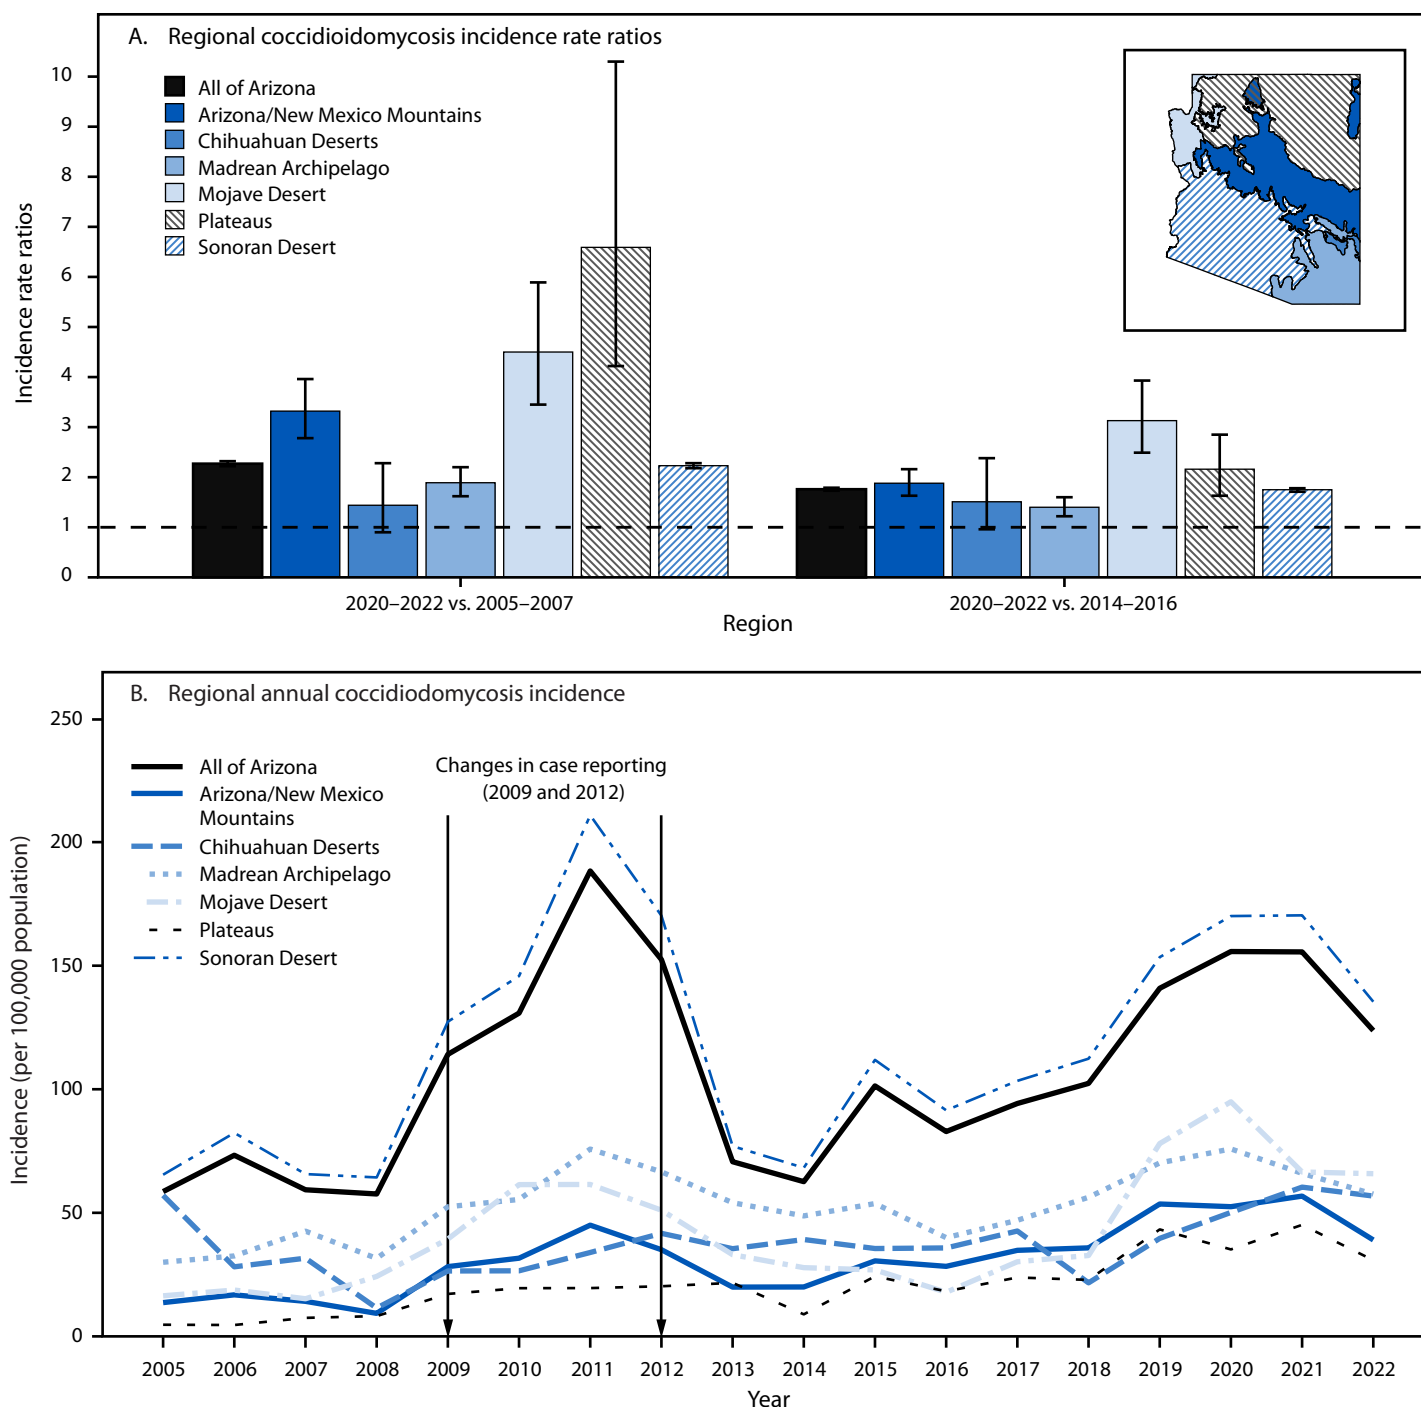 A. Regional coccidioidomycosis incidence rate ratios
All of Arizona
Arizona/New Mexico Mountains
Chihuahuan Deserts
Madrean Archipelago
Mojave Desert
Plateaus
Sonoran Desert
Incidence rate ratios
10
9
8
7
6
5
4
3
2
1
0
2020–2022 vs. 2005–2007
2020–2022 vs. 2014–2016
Region
B. Regional annual coccidiodomycosis incidence
All of Arizona
Arizona/New Mexico
Mountains
Chihuahuan Deserts
Madrean Archipelago
Mojave Desert
Plateaus
Sonoran Desert
Changes in case reporting
(2009 and 2012)
Incidence (per 100,000 population)
250
200
150
100
50
0
2005 2006 2007 2008 2009 2010 2011 2012 2013 2014 2015 2016 2017 2018 2019 2020 2021 2022
Year